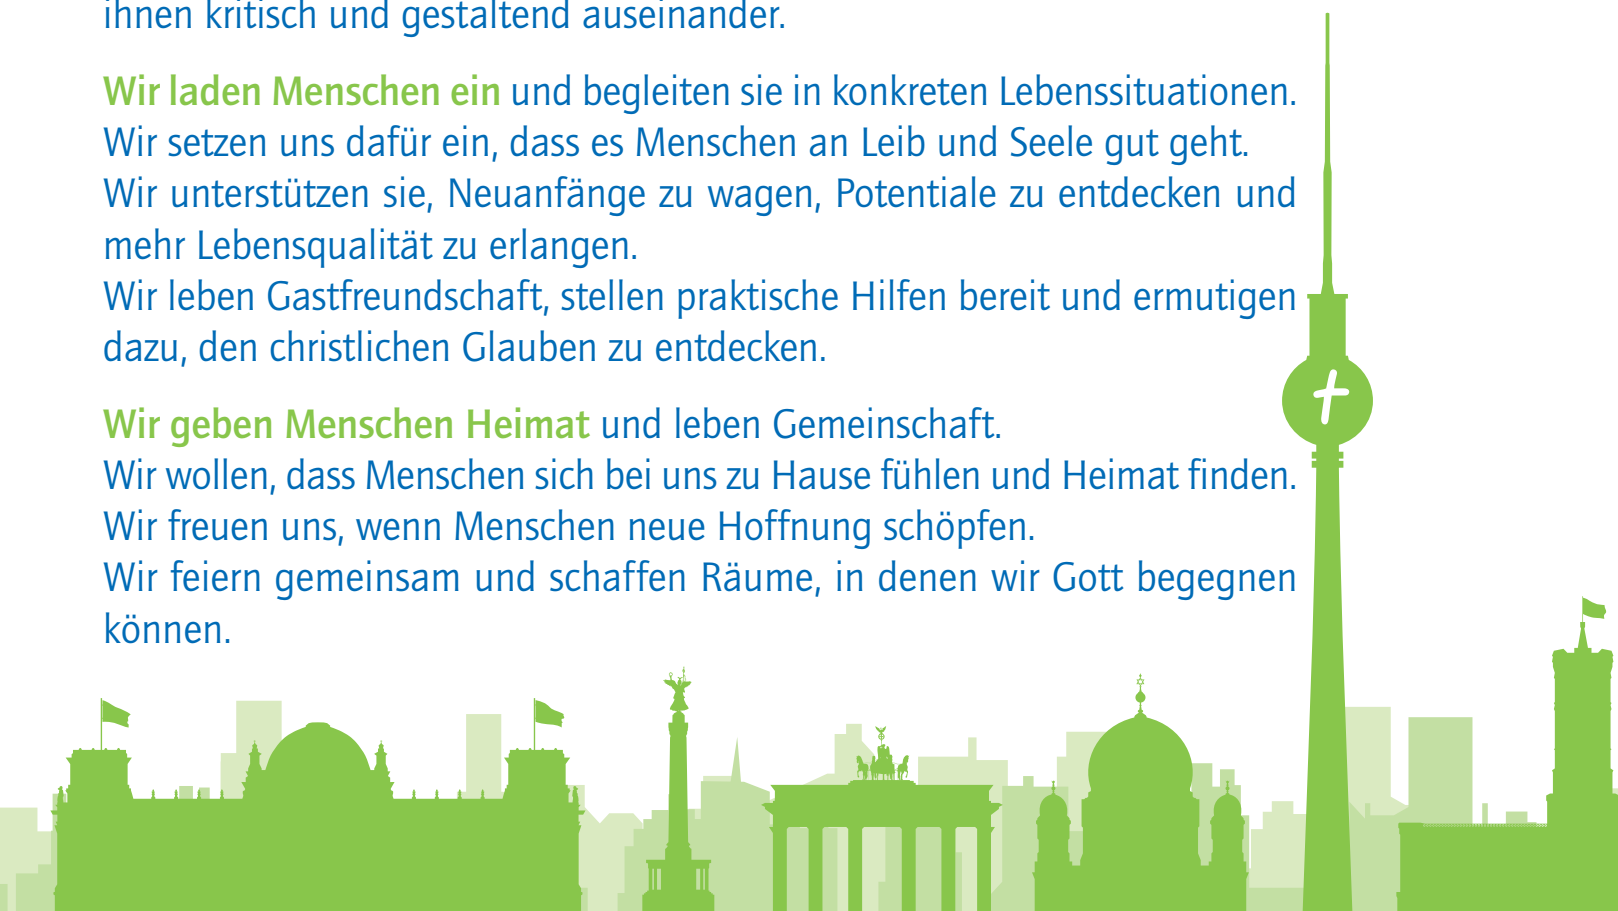 ihnen kritisch und gestaltend auseinander.
Wir laden Menschen ein und begleiten sie in konkreten Lebenssituationen.
Wir setzen uns dafür ein, dass es Menschen an Leib und Seele gut geht.
Wir unterstützen sie, Neuanfänge zu wagen, Potentiale zu entdecken und
mehr Lebensqualität zu erlangen.
Wir leben Gastfreundschaft, stellen praktische Hilfen bereit und ermutigen
dazu, den christlichen Glauben zu entdecken.
Wir geben Menschen Heimat und leben Gemeinschaft.
Wir wollen, dass Menschen sich bei uns zu Hause fühlen und Heimat finden.
Wir freuen uns, wenn Menschen neue Hoffnung schöpfen.
Wir feiern gemeinsam und schaffen Räume, in denen wir Gott begegnen
können.